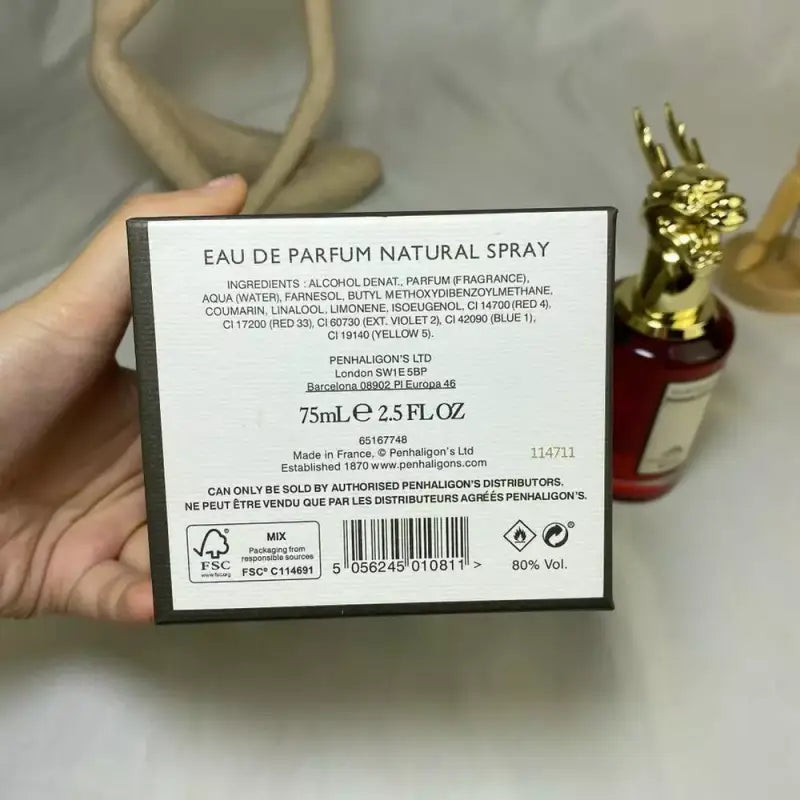 EAU DE PARFUM NATURAL SPRAY
INGREDIENTS : ALCOHOL DENAT., PARFUM (FRAGRANCE),
AQUA (WATER), FARNESOL, BUTYL METHOXYDIBENZOYLMETHANE,
COUMARIN, LINALOOL, LIMONENE, ISOEUGENOL, CI 14700 (RED 4),
CI 17200 (RED 33), CI 60730 (EXT. VIOLET 2), CI 42090 (BLUE 1),
CI 19140 (YELLOW 5).
PENHALIGON'S LTD
London SW1E 5BP
Barcelona 08902 Pl Europa 46
75mL e 2.5 FL OZ
65167748
Made in France, © Penhaligon's Ltd
Established 1870 www.penhaligons.com
114711
CAN ONLY BE SOLD BY AUTHORISED PENHALIGON'S DISTRIBUTORS.
NE PEUT ÊTRE VENDU QUE PAR LES DISTRIBUTEURS AGRÉÉS PENHALIGON'S.
FSC
www.fsc.org
MIX
Packaging from
responsible sources
FSC® C114691
5 056245 010811 >
80% Vol.